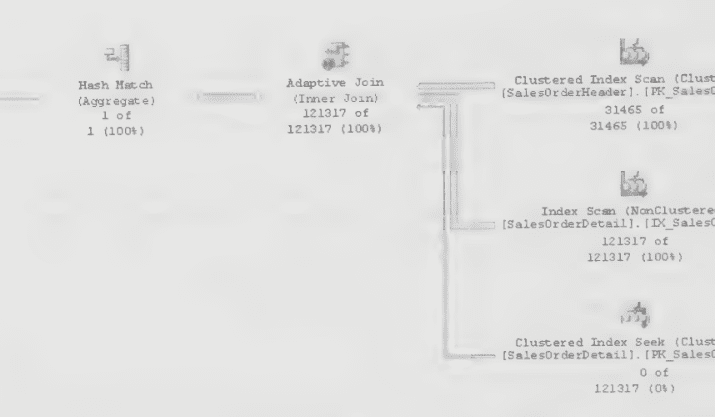 Hash Match
(Aggregate)
1 of
1 (100%)
Adaptive Join
(Inner Join)
121317 of
121317 (100%)
Clustered Index Scan (Clust
[SalesOrderHeader].[PK_SalesO
31465 of
31465 (100%)
Index Scan (NonClustere
[SalesOrderDetail].[IX_SalesO
121317 of
121317 (100%)
Clustered Index Seek (Clust
[SalesOrderDetail].[PK_SalesO
0 of
121317 (0%)